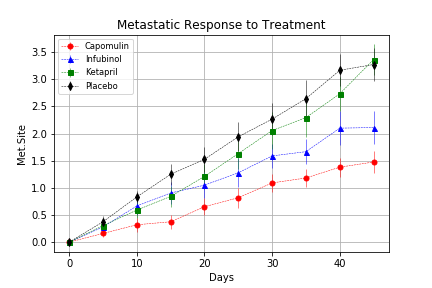 Metastatic Response to Treatment
Capomulin
Infubinol
Ketapril
Placebo
Met.Site
3.5
3.0
2.5
2.0
1.5
1.0
0.5
0.0
0
10
20
30
40
Days